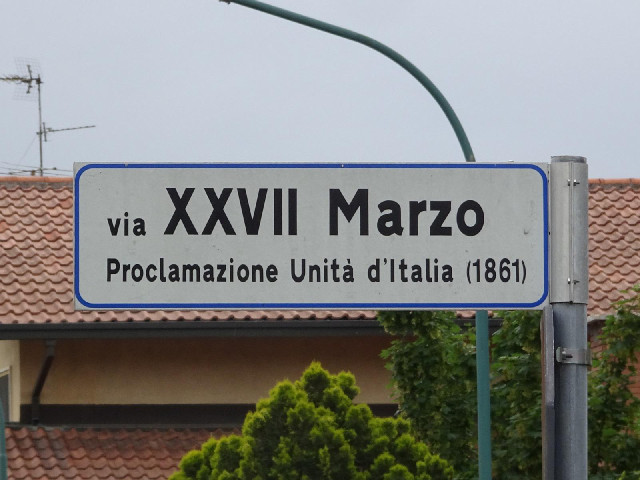 via XXVII Marzo
Proclamazione Unità d'Italia (1861)